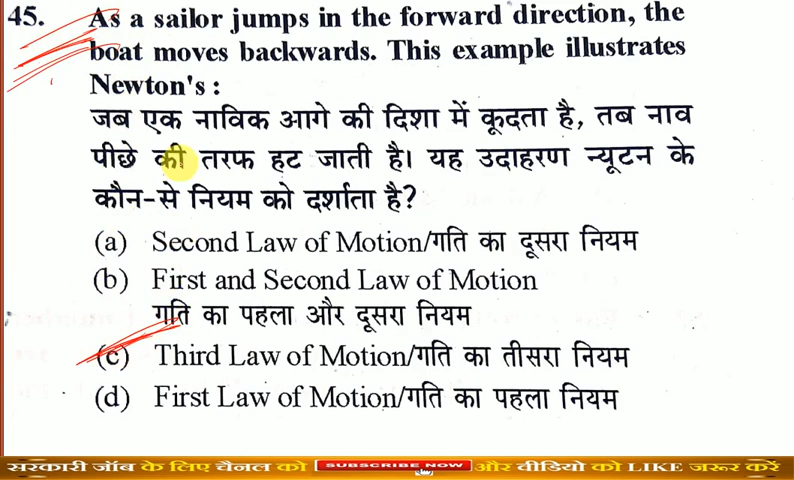 45. As a sailor jumps in the forward direction, the
boat moves backwards. This example illustrates
Newton's :
जब एक नाविक आगे की दिशा में कूदता है, तब नाव
पीछे की तरफ हट जाती है। यह उदाहरण न्यूटन के
कौन-से नियम को दर्शाता है?
(a) Second Law of Motion/गति का दूसरा नियम
(b) First and Second Law of Motion
गति का पहला और दूसरा नियम
(c) Third Law of Motion/गति का तीसरा नियम
(d) First Law of Motion/गति का पहला नियम
सरकारी जॉब के लिए चैनल को SUBSCRIBE NOW और वीडियो को LIKE जरूर करें